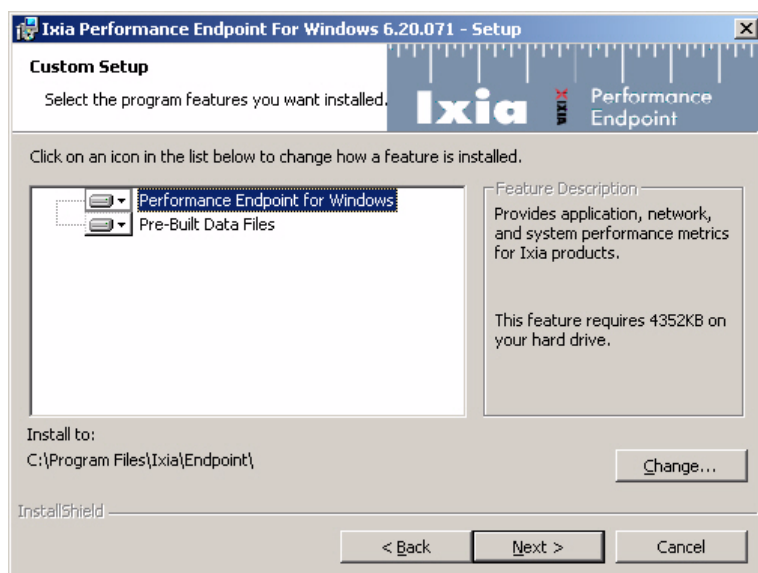 Ixia Performance Endpoint For Windows 6.20.071 - Setup
Custom Setup
Select the program features you want installed.
Ixia
IXIA
Performance
Endpoint
Click on an icon in the list below to change how a feature is installed.
Performance Endpoint for Windows
Pre-Built Data Files
Feature Description
Provides application, network,
and system performance metrics
for Ixia products.
This feature requires 4352KB on
your hard drive.
Install to:
C:\Program Files\Ixia\Endpoint\
Change...
InstallShield
< Back
Next >
Cancel